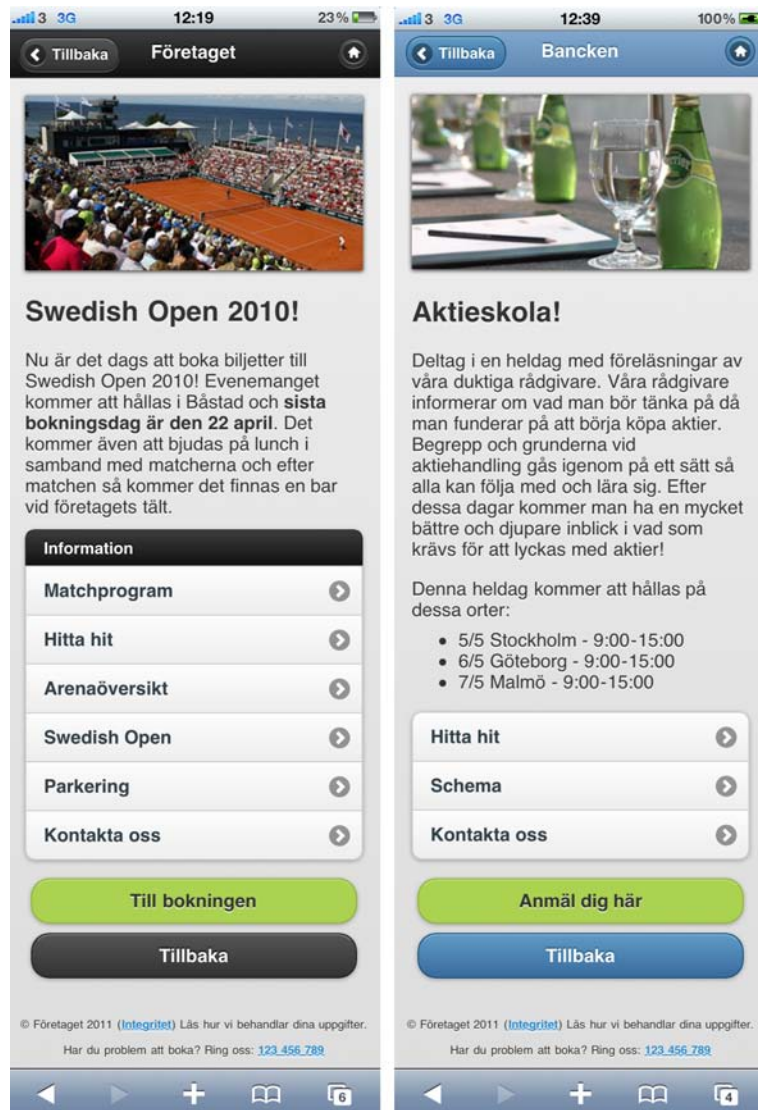 3 3G 12:19 23%
Tillbaka Företaget
Swedish Open 2010!
Nu är det dags att boka biljetter till
Swedish Open 2010! Evenemanget
kommer att hållas i Båstad och sista
bokningsdag är den 22 april. Det
kommer även att bjudas på lunch i
samband med matcherna och efter
matchen så kommer det finnas en bar
vid företagets tält.
Information
Matchprogram
Hitta hit
Arenaöversikt
Swedish Open
Parkering
Kontakta oss
Till bokningen
Tillbaka
© Företaget 2011 (Integritet) Läs hur vi behandlar dina uppgifter.
Har du problem att boka? Ring oss: 123 456 789
6
3 3G 12:39 100%
Tillbaka Bancken
Perrier
Aktieskola!
Deltag i en heldag med föreläsningar av
våra duktiga rådgivare. Våra rådgivare
informerar om vad man bör tänka på då
man funderar på att börja köpa aktier.
Begrepp och grunderna vid
aktiehandling gås igenom på ett sätt så
alla kan följa med och lära sig. Efter
dessa dagar kommer man ha en mycket
bättre och djupare inblick i vad som
krävs för att lyckas med aktier!
Denna heldag kommer att hållas på
dessa orter:
• 5/5 Stockholm - 9:00-15:00
• 6/5 Göteborg - 9:00-15:00
• 7/5 Malmö - 9:00-15:00
Hitta hit
Schema
Kontakta oss
Anmäl dig här
Tillbaka
© Företaget 2011 (Integritet) Läs hur vi behandlar dina uppgifter.
Har du problem att boka? Ring oss: 123 456 789
4